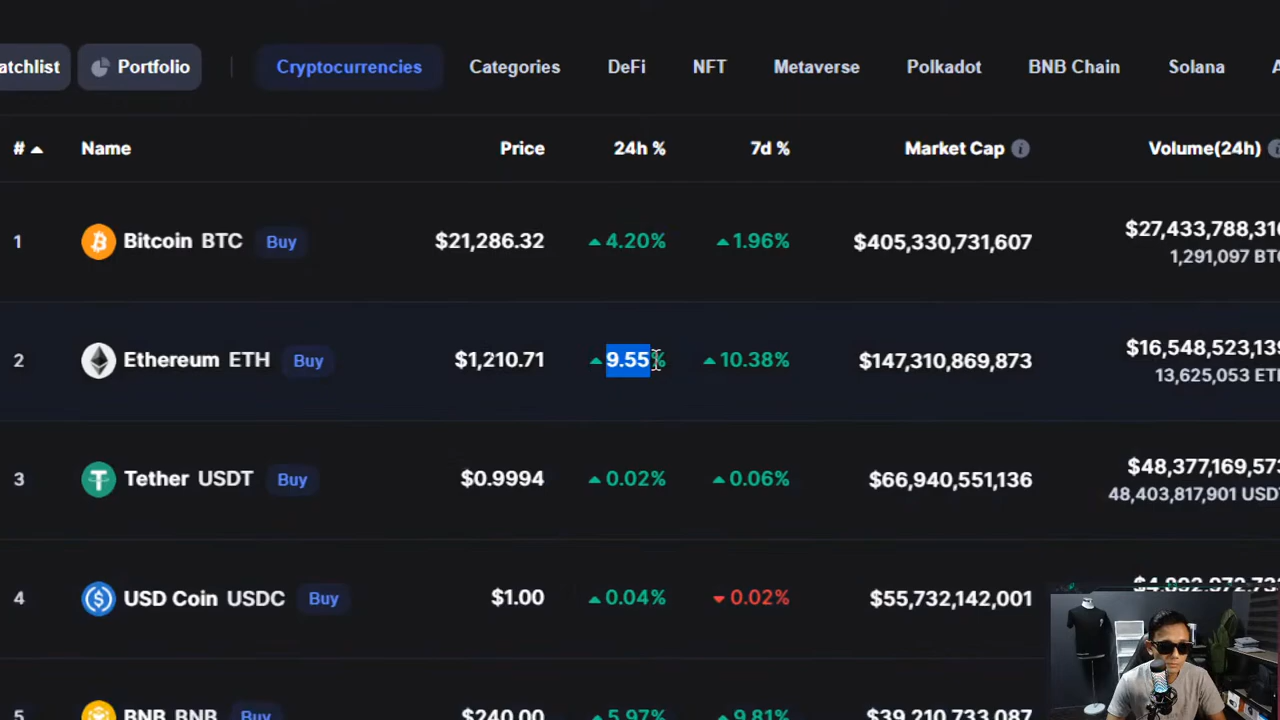 atchlist Portfolio Cryptocurrencies Categories DeFi NFT Metaverse Polkadot BNB Chain Solana
# Name Price 24h % 7d % Market Cap Volume(24h)
1 Bitcoin BTC Buy $21,286.32 4.20% 1.96% $405,330,731,607 $27,433,788,316
1,291,097 BTC
2 Ethereum ETH Buy $1,210.71 9.55% 10.38% $147,310,869,873 $16,548,523,139
13,625,053 ETH
3 Tether USDT Buy $0.9994 0.02% 0.06% $66,940,551,136 $48,377,169,573
48,403,817,901 USDT
4 USD Coin USDC Buy $1.00 0.04% 0.02% $55,732,142,001
5 BNB BNB Buy $240.00 5.97% 9.81% $39,210,733,087